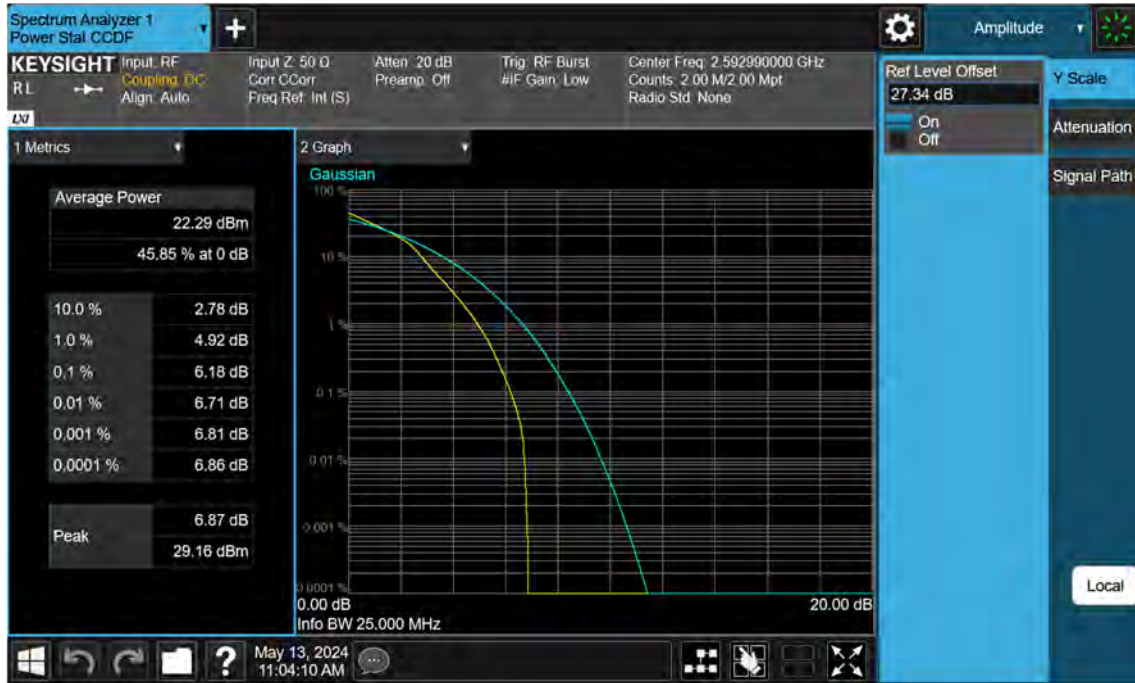 Spectrum Analyzer 1
Power Stat CCDF
+
Amplitude
KEYSIGHT
RL
LXI
Input: RF
Coupling: DC
Align: Auto
Input Z: 50 Ω
Corr CCorr
Freq Ref: Int (S)
Atten: 20 dB
Preamp: Off
Trig: RF Burst
#IF Gain: Low
Center Freq: 2.592990000 GHz
Counts: 2.00 M/2.00 Mpt
Radio Std: None
Ref Level Offset
27.34 dB
On
Off
Y Scale
Attenuation
Signal Path
1 Metrics
Average Power
22.29 dBm
45.85 % at 0 dB
10.0 % 2.78 dB
1.0 % 4.92 dB
0.1 % 6.18 dB
0.01 % 6.71 dB
0.001 % 6.81 dB
0.0001 % 6.86 dB
Peak
6.87 dB
29.16 dBm
2 Graph
Gaussian
100 %
10 %
1 %
0.1 %
0.01 %
0.001 %
0.0001 %
0.00 dB
20.00 dB
Info BW 25.000 MHz
Local
?
May 13, 2024
11:04:10 AM